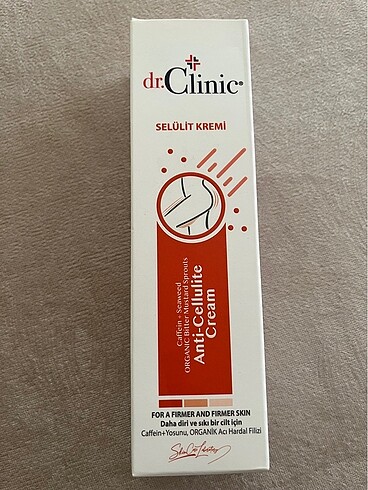 dr.Clinic®
SELÜLİT KREMİ
Caffein + Seaweed
ORGANIC Bitter Mustard Sprouts
Anti-Cellulite
Cream
FOR A FIRMER AND FIRMER SKIN
Daha diri ve sıkı bir cilt için
Caffein+Yosunu, ORGANİK Acı Hardal Filizi